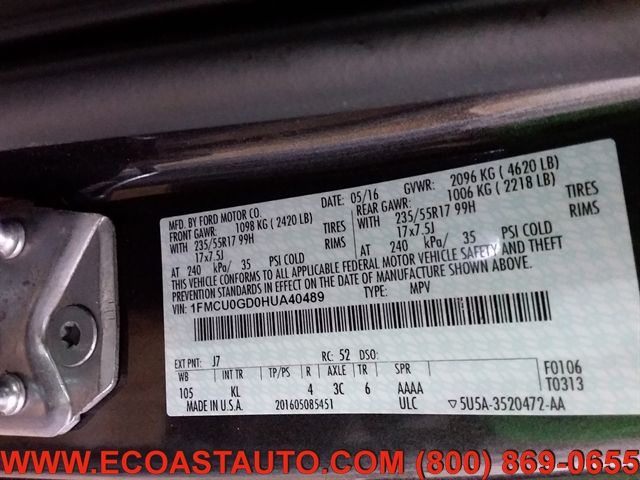 MFD. BY FORD MOTOR CO.
DATE: 05/16 GVWR: 2096 KG ( 4620 LB)
FRONT GAWR: 1098 KG ( 2420 LB) REAR GAWR: 1006 KG ( 2218 LB)
WITH 235/55R17 99H TIRES 235/55R17 99H TIRES
17x7.5J RIMS 17x7.5J RIMS
AT 240 kPa/ 35 PSI COLD AT 240 kPa/ 35 PSI COLD
THIS VEHICLE CONFORMS TO ALL APPLICABLE FEDERAL MOTOR VEHICLE SAFETY AND THEFT
PREVENTION STANDARDS IN EFFECT ON THE DATE OF MANUFACTURE SHOWN ABOVE.
VIN: 1FMCU0GD0HUA40489 TYPE: MPV
EXT PNT: J7 RC: 52 DSO:
WB INT TR TP/PS R AXLE TR SPR
105 KL 4 3C 6 AAAA
F0106
T0313
MADE IN U.S.A. 201605085451 ULC ▽5U5A-3520472-AA
WWW.ECOASTAUTO.COM (800) 869-0655